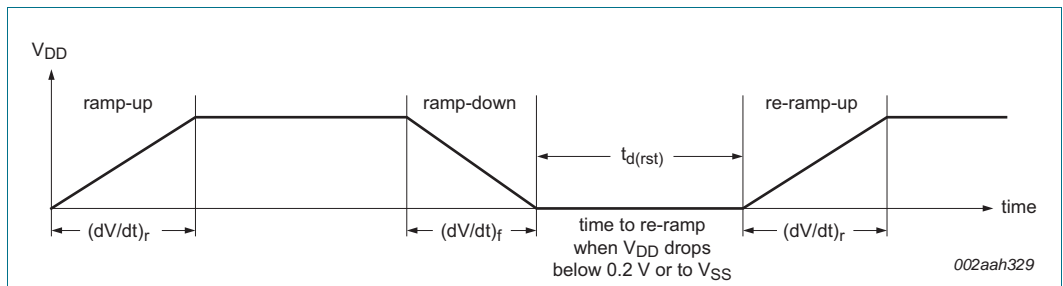 VDD
ramp-up
ramp-down
re-ramp-up
td(rst)
time
(dV/dt)r
(dV/dt)f
time to re-ramp
when VDD drops
below 0.2 V or to VSS
(dV/dt)r
002aah329